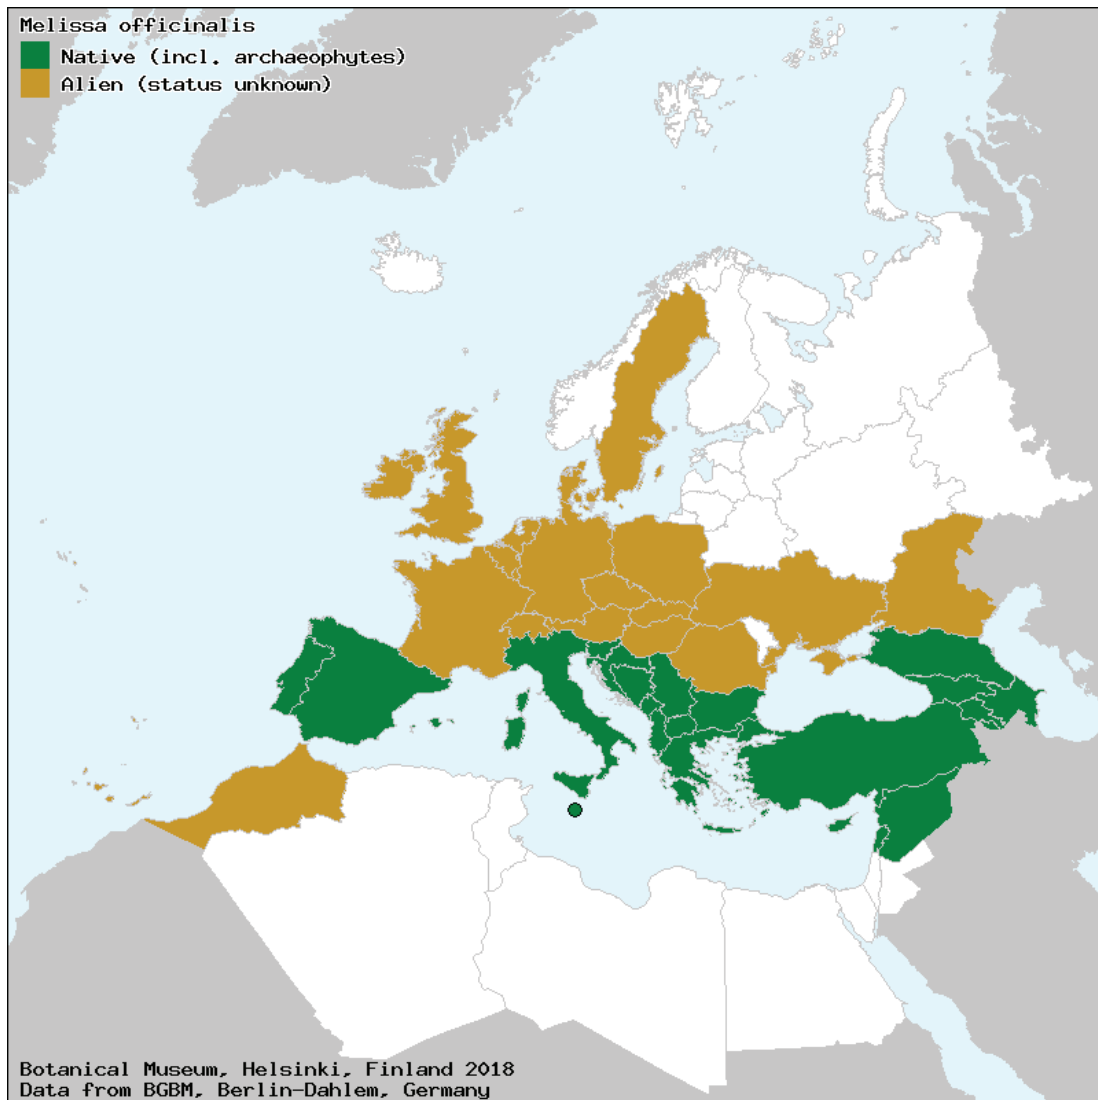 Melissa officinalis
Native (incl. archaeophytes)
Alien (status unknown)
Botanical Museum, Helsinki, Finland 2018
Data from BGBM, Berlin-Dahlem, Germany